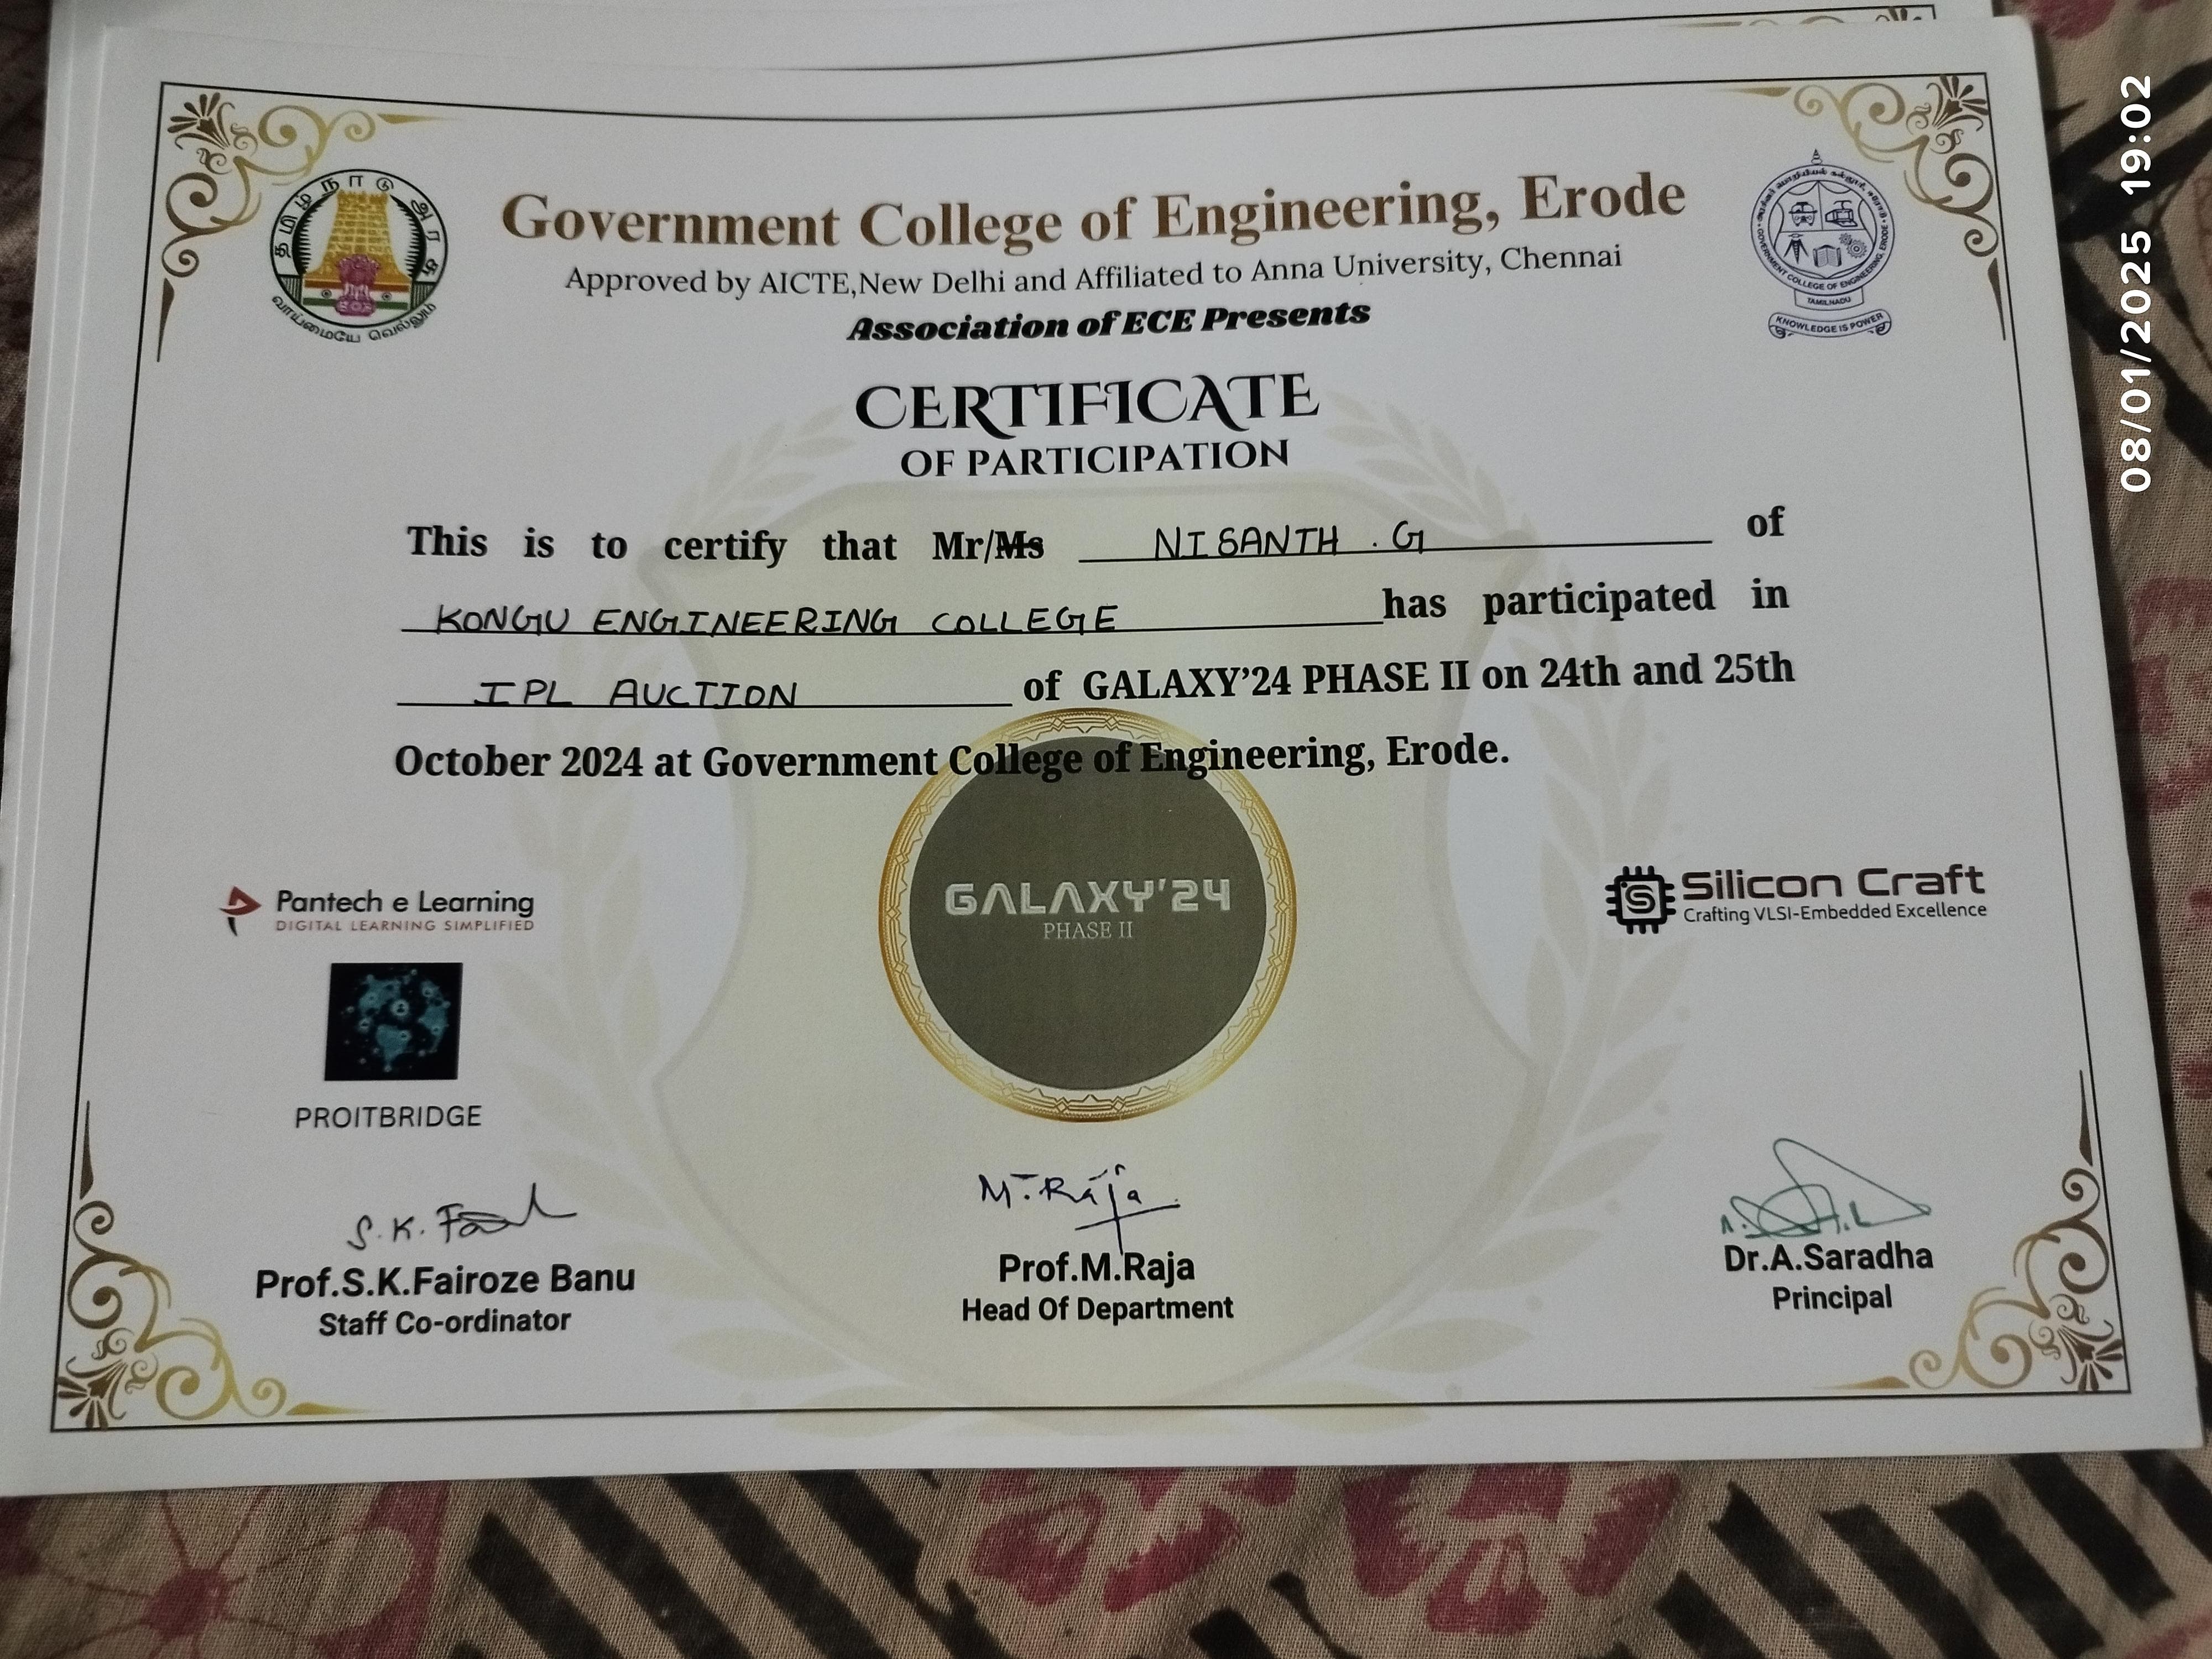 தமிழ்நாடு அரசு
வாய்மையே வெல்லும்
Government College of Engineering, Erode
Approved by AICTE,New Delhi and Affiliated to Anna University, Chennai
Association of ECE Presents
GOVERNMENT COLLEGE OF ENGINEERING, ERODE
TAMILNADU
KNOWLEDGE IS POWER
CERTIFICATE
OF PARTICIPATION
This is to certify that Mr/Ms NISANTH . G of
KONGU ENGINEERING COLLEGE has participated in
IPL AUCTION of GALAXY'24 PHASE II on 24th and 25th
October 2024 at Government College of Engineering, Erode.
GALAXY'24
PHASE II
Pantech e Learning
DIGITAL LEARNING SIMPLIFIED
PROITBRIDGE
Silicon Craft
Crafting VLSI-Embedded Excellence
S.K.
Prof.S.K.Fairoze Banu
Staff Co-ordinator
M. Raja
Prof.M.Raja
Head Of Department
Dr.A.Saradha
Principal
08/01/2025 19:02